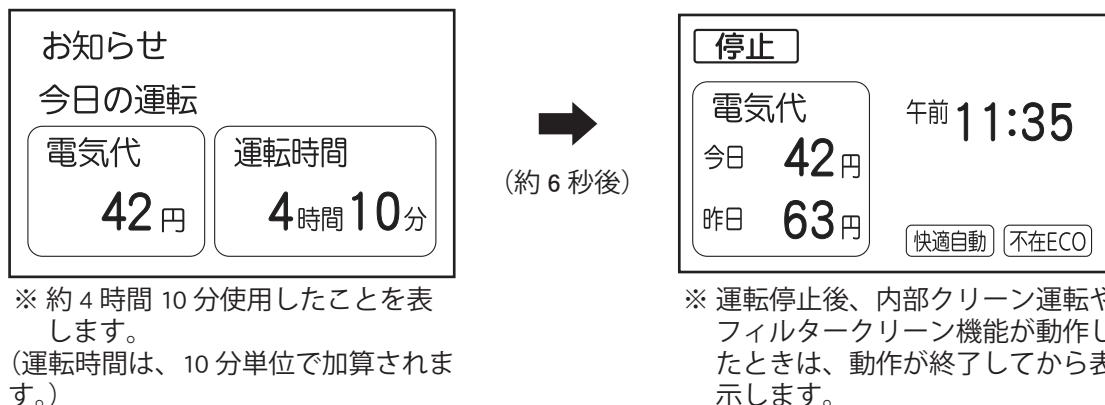 お知らせ
今日の運転
電気代
42円
運転時間
4時間10分
※ 約 4 時間 10 分使用したことを表
します。
(運転時間は、10 分単位で加算されま
す。)
(約 6 秒後)
停止
電気代
今日 42円
昨日 63円
午前11:35
快適自動 不在ECO
※ 運転停止後、内部クリーン運転や
フィルタークリーン機能が動作し
たときは、動作が終了してから表
示します。